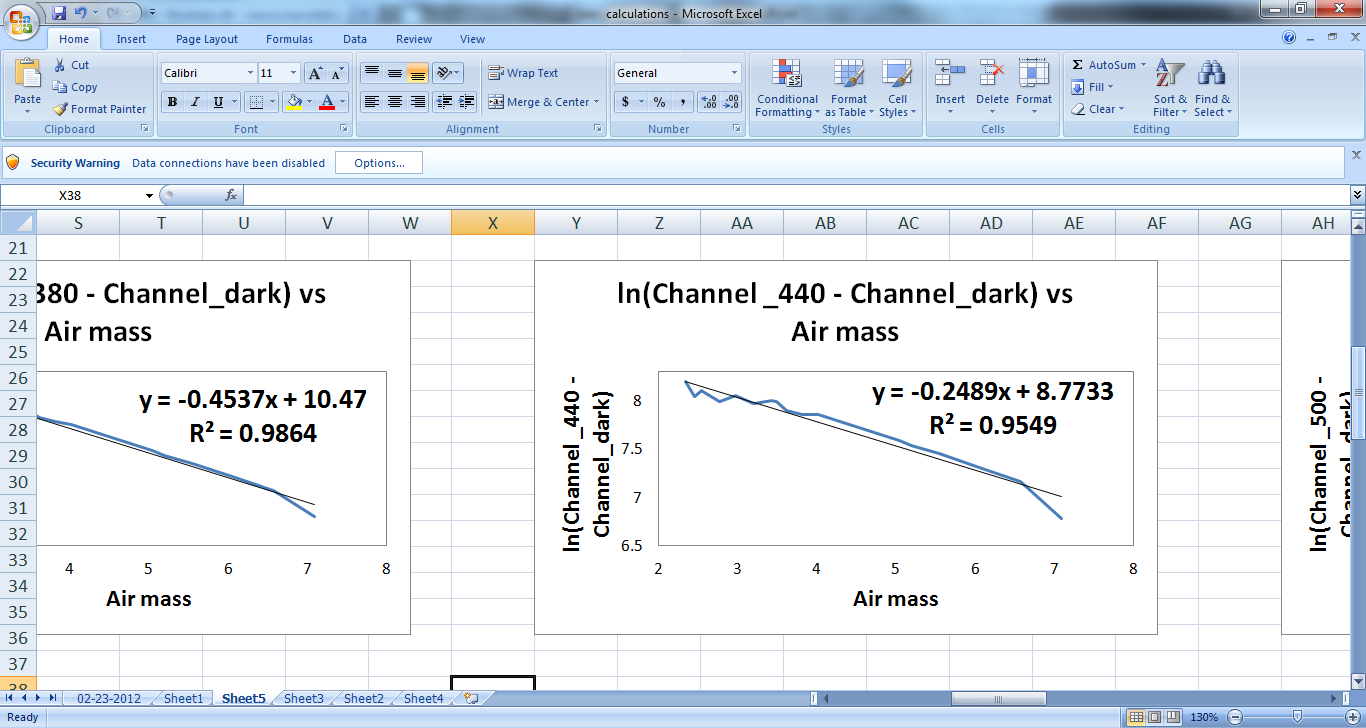 calculations - Microsoft Excel
Home Insert Page Layout Formulas Data Review View
Paste
Cut
Copy
Format Painter
Clipboard
Calibri 11
B I U
Font
Wrap Text
Merge & Center
Alignment
General
$ % ,
Number
Conditional Formatting
Format as Table
Cell Styles
Styles
Insert Delete Format
Cells
AutoSum
Fill
Clear
Sort & Filter
Find & Select
Editing
Security Warning Data connections have been disabled Options...
X38 fx
S T U V W X Y Z AA AB AC AD AE AF AG AH
21
22
23
24
25
26
27
28
29
30
31
32
33
34
35
36
37
38
380 - Channel_dark) vs
Air mass
y = -0.4537x + 10.47
R² = 0.9864
4 5 6 7 8
Air mass
ln(Channel _440 - Channel_dark) vs
Air mass
ln(Channel _440 -
Channel_dark)
y = -0.2489x + 8.7733
R² = 0.9549
8
7.5
7
6.5
2 3 4 5 6 7 8
Air mass
ln(Channel _500 -
Channel_dark)
02-23-2012 Sheet1 Sheet5 Sheet3 Sheet2 Sheet4
Ready 130%